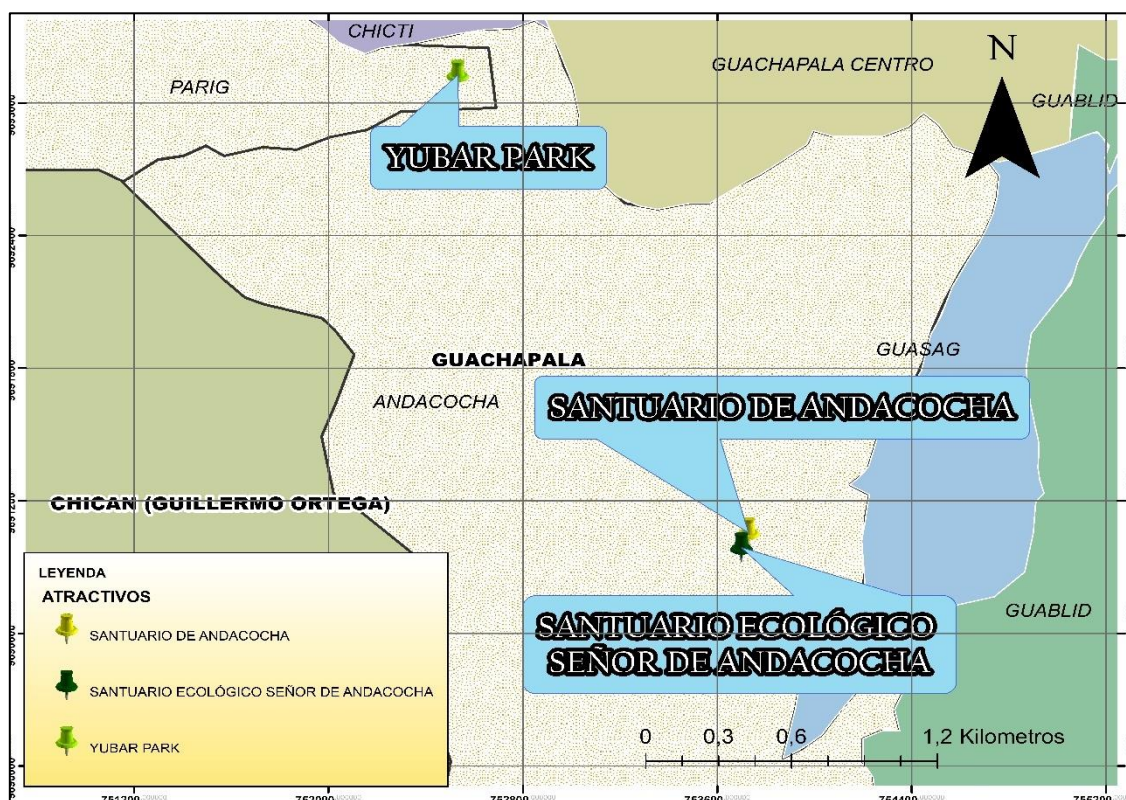 CHICTI
N
GUACHAPALA CENTRO
PARIG
GUABLID
YUBAR PARK
GUACHAPALA
GUASAG
ANDACOCHA
SANTUARIO DE ANDACOCHA
CHICAN (GUILLERMO ORTEGA)
SANTUARIO ECOLÓGICO
SEÑOR DE ANDACOCHA
GUABLID
LEYENDA
ATRACTIVOS
SANTUARIO DE ANDACOCHA
SANTUARIO ECOLÓGICO SEÑOR DE ANDACOCHA
YUBAR PARK
0 0,3 0,6 1,2 Kilometros